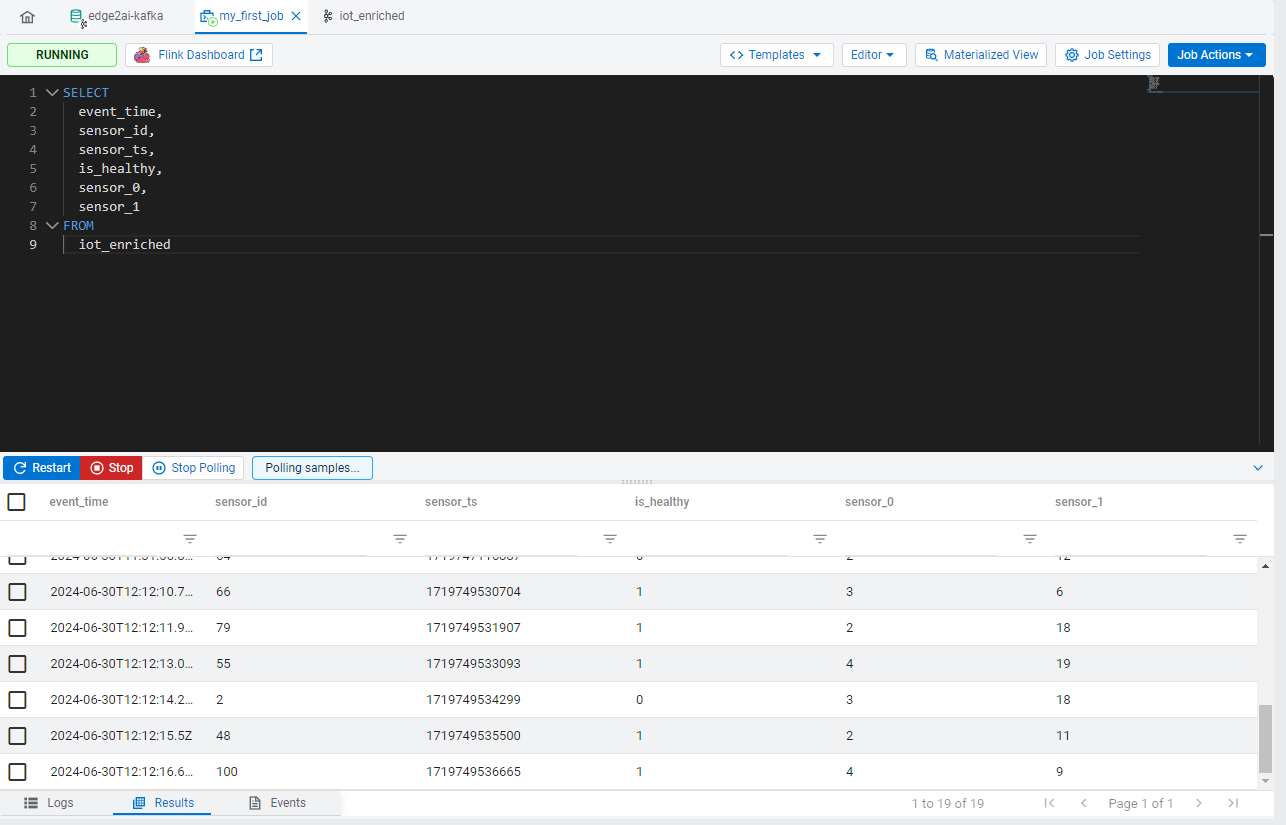 edge2ai-kafka my_first_job iot_enriched
RUNNING Flink Dashboard Templates Editor Materialized View Job Settings Job Actions
1 SELECT
2 event_time,
3 sensor_id,
4 sensor_ts,
5 is_healthy,
6 sensor_0,
7 sensor_1
8 FROM
9 iot_enriched
Restart Stop Stop Polling Polling samples...
event_time sensor_id sensor_ts is_healthy sensor_0 sensor_1
2024-06-30T12:12:10.7... 66 1719749530704 1 3 6
2024-06-30T12:12:11.9... 79 1719749531907 1 2 18
2024-06-30T12:12:13.0... 55 1719749533093 1 4 19
2024-06-30T12:12:14.2... 2 1719749534299 0 3 18
2024-06-30T12:12:15.5Z 48 1719749535500 1 2 11
2024-06-30T12:12:16.6... 100 1719749536665 1 4 9
Logs Results Events 1 to 19 of 19 Page 1 of 1